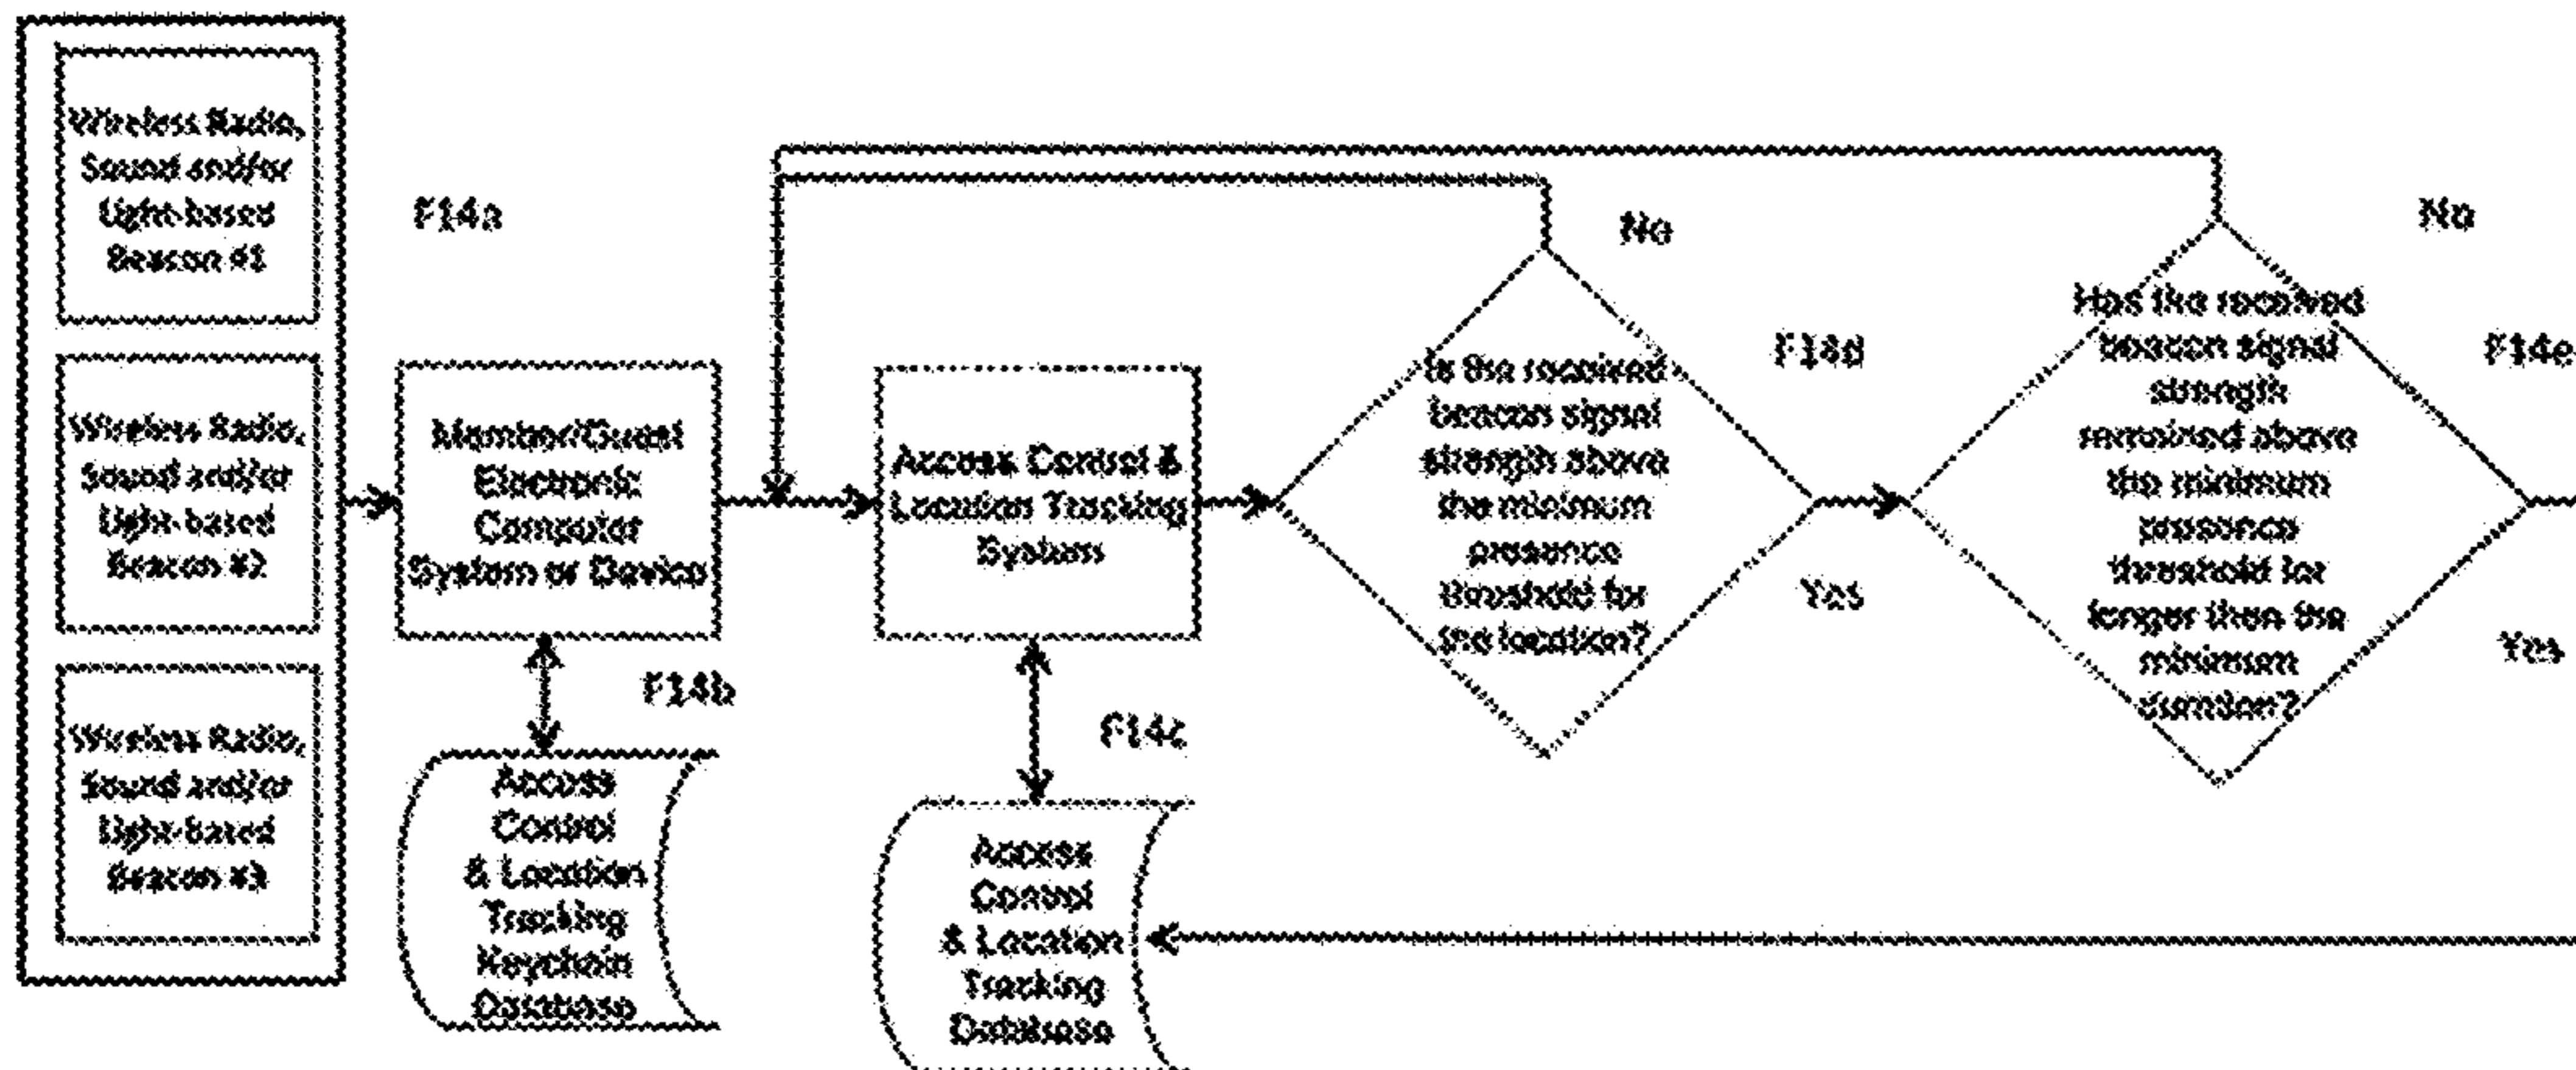 Wireless Radio,
Sound and/or
Light-based
Beacon #1
Wireless Radio,
Sound and/or
Light-based
Beacon #2
Wireless Radio,
Sound and/or
Light-based
Beacon #3
F14a
Member/Guest
Electronic
Computer
System or Device
F14b
Access
Control
& Location
Tracking
Keychain
Database
Access Control &
Location Tracking
System
F14c
Access
Control
& Location
Tracking
Database
Is the received
beacon signal
strength above
the minimum
presence
threshold for
the location?
No
F14d
Yes
Has the received
beacon signal
strength
remained above
the minimum
presence
threshold for
longer then the
minimum
duration?
No
F14e
Yes